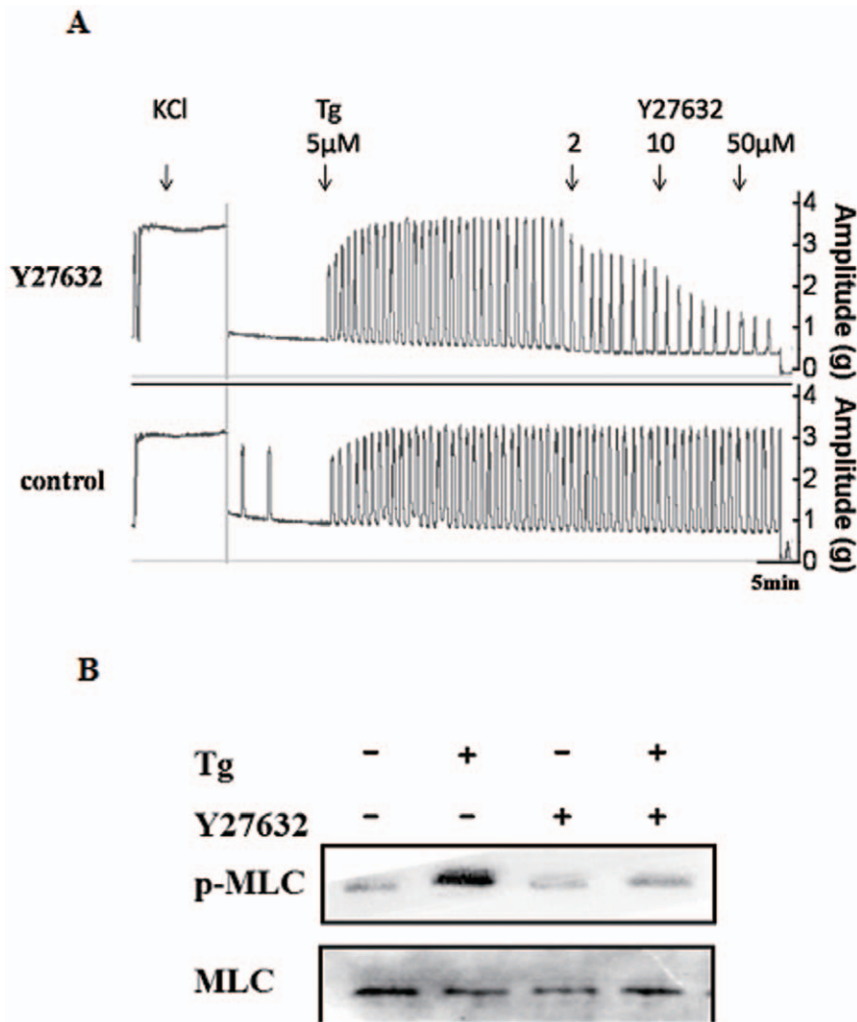 A
KCl Tg Y27632
5μM 2 10 50μM
Y27632
4
3
2
1
0
Amplitude (g)
control
4
3
2
1
0
Amplitude (g)
5min
B
Tg - + - +
Y27632 - - + +
p-MLC
MLC